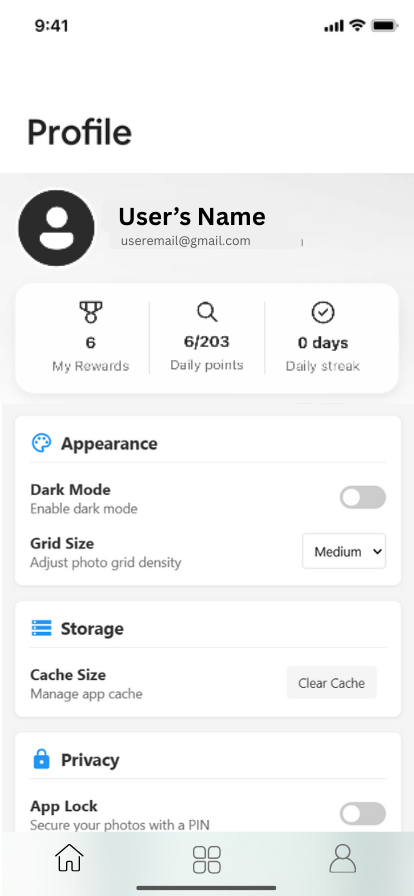 9:41
Profile
User's Name
useremail@gmail.com
6
My Rewards
6/203
Daily points
0 days
Daily streak
Appearance
Dark Mode
Enable dark mode
Grid Size
Adjust photo grid density
Medium
Storage
Cache Size
Manage app cache
Clear Cache
Privacy
App Lock
Secure your photos with a PIN